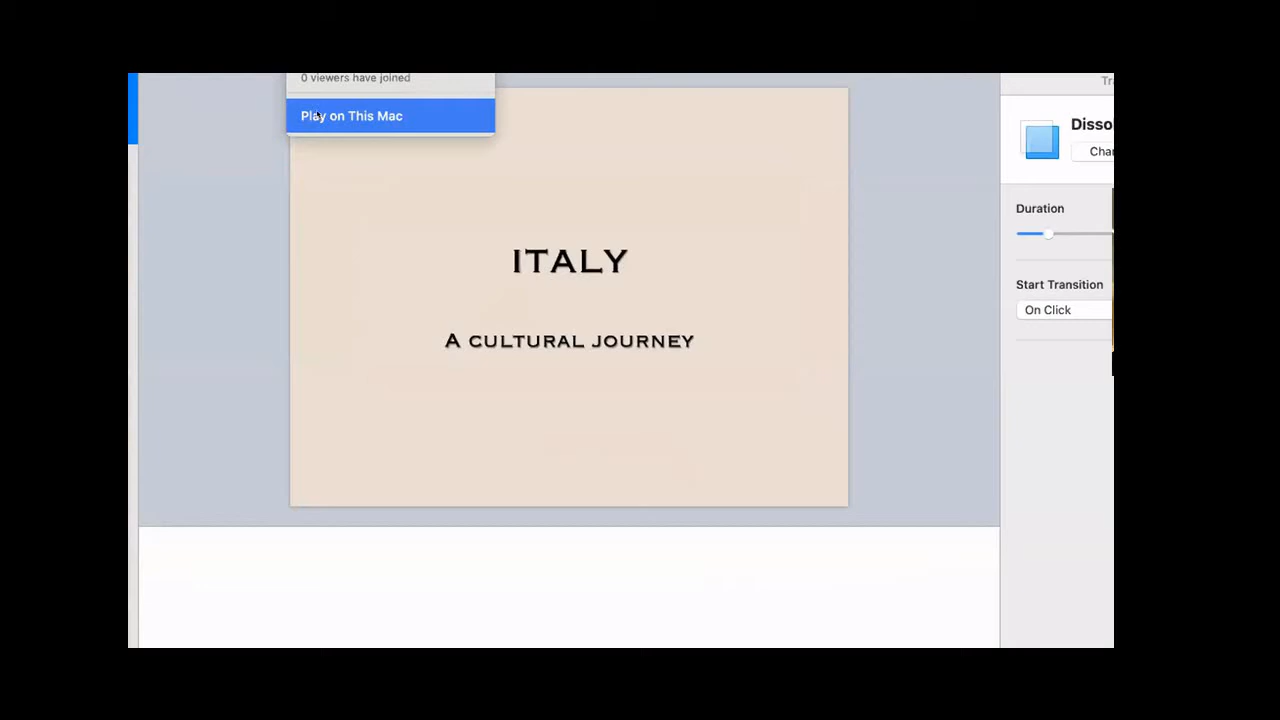 0 viewers have joined
Play on This Mac
ITALY
A CULTURAL JOURNEY
Duration
Start Transition
On Click